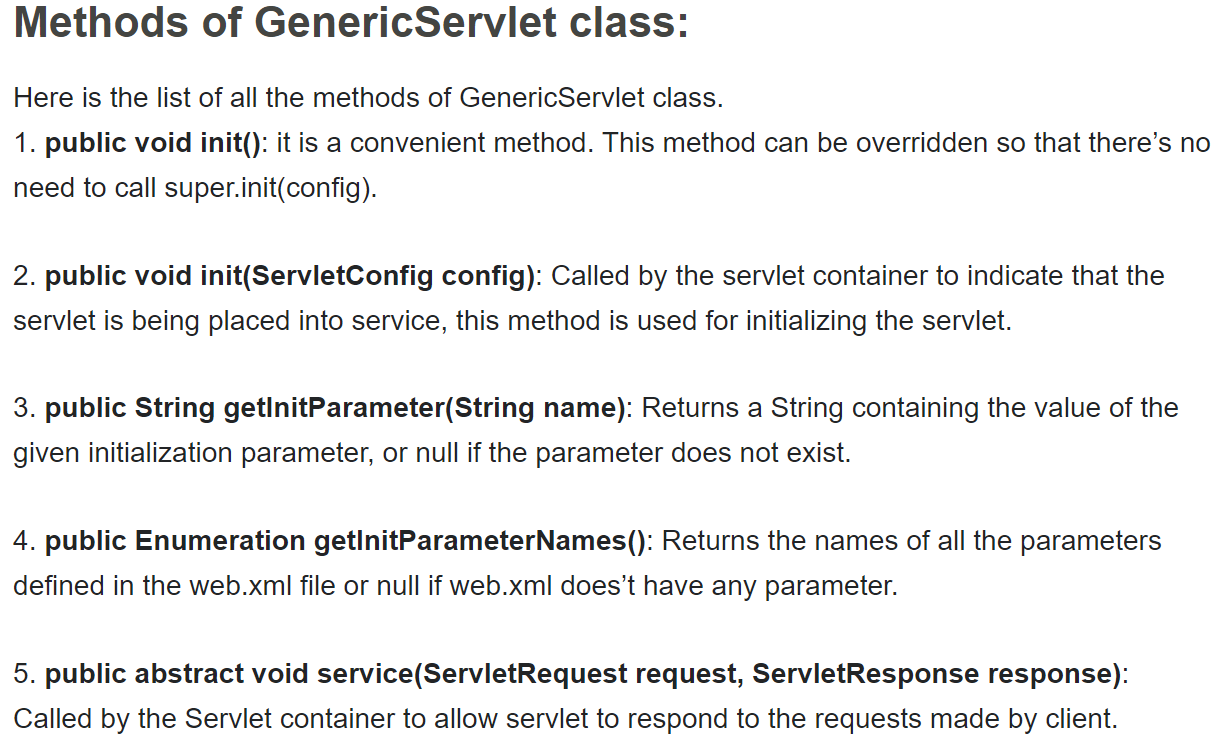 Methods of GenericServlet class:
Here is the list of all the methods of GenericServlet class.
1. public void init(): it is a convenient method. This method can be overridden so that there’s no
need to call super.init(config).
2. public void init(ServletConfig config): Called by the servlet container to indicate that the
servlet is being placed into service, this method is used for initializing the servlet.
3. public String getInitParameter(String name): Returns a String containing the value of the
given initialization parameter, or null if the parameter does not exist.
4. public Enumeration getInitParameterNames(): Returns the names of all the parameters
defined in the web.xml file or null if web.xml does’t have any parameter.
5. public abstract void service(ServletRequest request, ServletResponse response):
Called by the Servlet container to allow servlet to respond to the requests made by client.